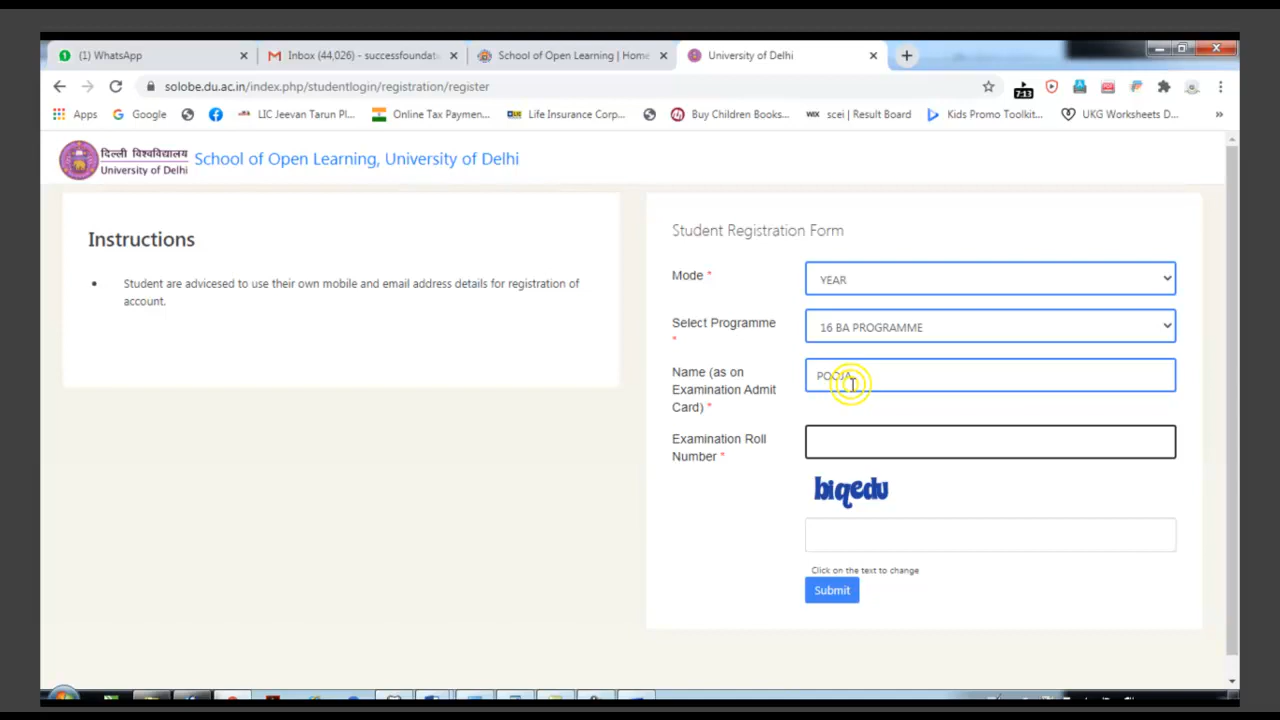 (1) WhatsApp
Inbox (44,026) - successfoundat
School of Open Learning | Home
University of Delhi
solobe.du.ac.in/index.php/studentlogin/registration/register
7:13
Apps
Google
LIC Jeevan Tarun Pl...
Online Tax Paymen...
Life Insurance Corp...
Buy Children Books...
WIX scei | Result Board
Kids Promo Toolkit...
UKG Worksheets D...
»
दिल्ली विश्वविद्यालय
University of Delhi
School of Open Learning, University of Delhi
Instructions
• Student are advicesed to use their own mobile and email address details for registration of
account.
Student Registration Form
Mode *
YEAR
Select Programme
*
16 BA PROGRAMME
Name (as on
Examination Admit
Card) *
POOJA
Examination Roll
Number *
biqedu
Click on the text to change
Submit